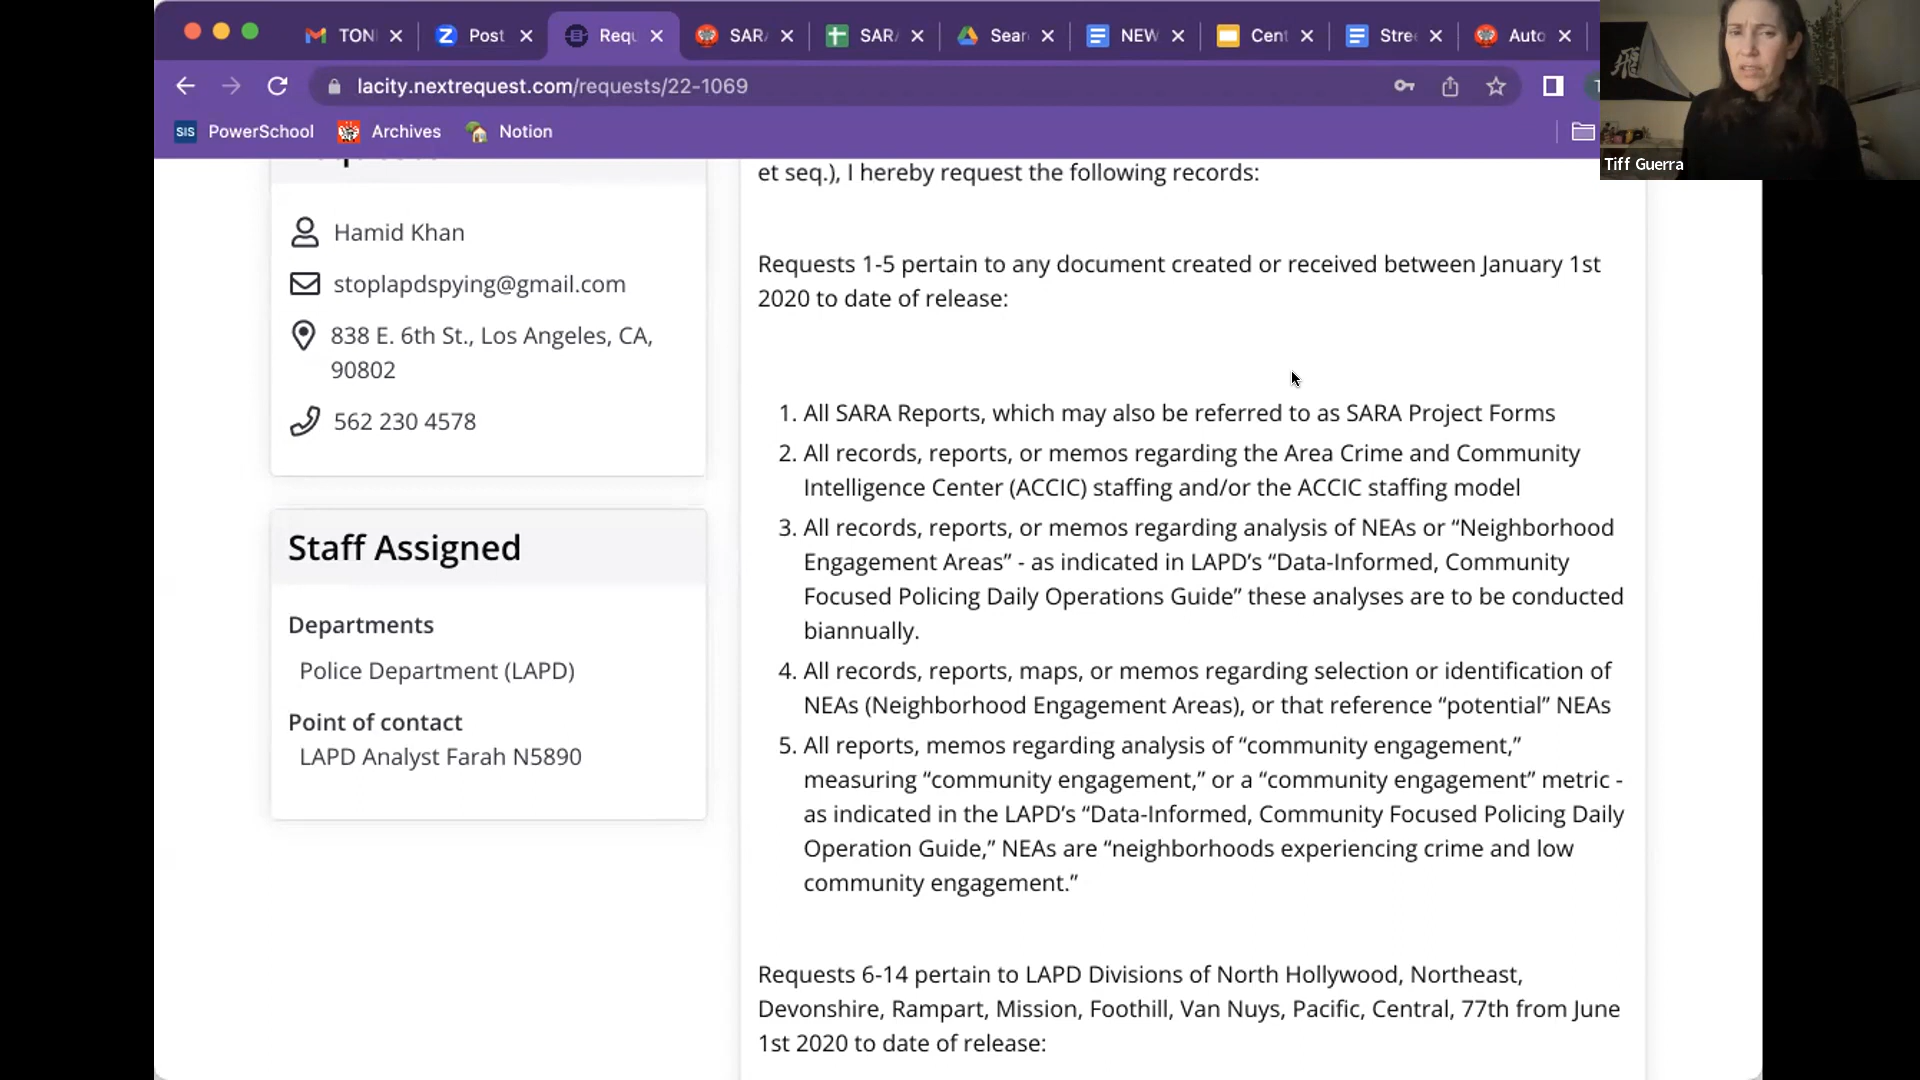 TON
Post
Requ
SAR
SAR
Sear
NEW
Cent
Stre
Auto
lacity.nextrequest.com/requests/22-1069
SIS PowerSchool
Archives
Notion
Tiff Guerra
Hamid Khan
stoplapdspying@gmail.com
838 E. 6th St., Los Angeles, CA,
90802
562 230 4578
Staff Assigned
Departments
Police Department (LAPD)
Point of contact
LAPD Analyst Farah N5890
et seq.), I hereby request the following records:
Requests 1-5 pertain to any document created or received between January 1st
2020 to date of release:
1. All SARA Reports, which may also be referred to as SARA Project Forms
2. All records, reports, or memos regarding the Area Crime and Community
Intelligence Center (ACCIC) staffing and/or the ACCIC staffing model
3. All records, reports, or memos regarding analysis of NEAs or “Neighborhood
Engagement Areas” - as indicated in LAPD’s “Data-Informed, Community
Focused Policing Daily Operations Guide” these analyses are to be conducted
biannually.
4. All records, reports, maps, or memos regarding selection or identification of
NEAs (Neighborhood Engagement Areas), or that reference “potential” NEAs
5. All reports, memos regarding analysis of “community engagement,”
measuring “community engagement,” or a “community engagement” metric -
as indicated in the LAPD’s “Data-Informed, Community Focused Policing Daily
Operation Guide,” NEAs are “neighborhoods experiencing crime and low
community engagement.”
Requests 6-14 pertain to LAPD Divisions of North Hollywood, Northeast,
Devonshire, Rampart, Mission, Foothill, Van Nuys, Pacific, Central, 77th from June
1st 2020 to date of release: